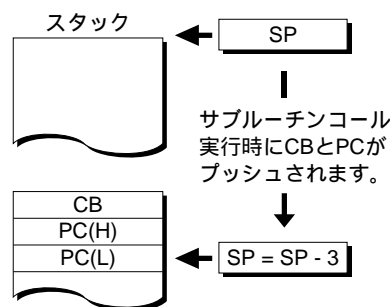 スタック
SP
サブルーチンコール
実行時にCBとPCが
プッシュされます。
CB
PC(H)
PC(L)
SP = SP - 3